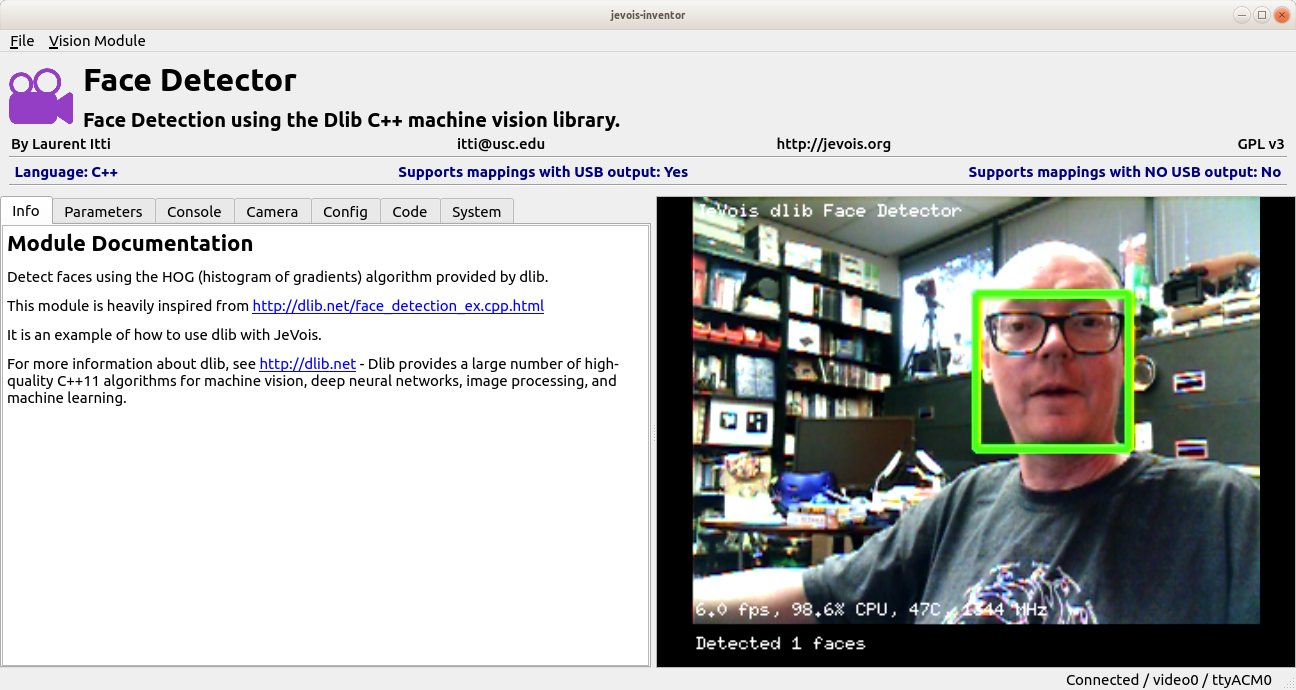 jevois-inventor
File Vision Module
Face Detector
Face Detection using the Dlib C++ machine vision library.
By Laurent Itti itti@usc.edu http://jevois.org GPL v3
Language: C++ Supports mappings with USB output: Yes Supports mappings with NO USB output: No
Info Parameters Console Camera Config Code System
Module Documentation
Detect faces using the HOG (histogram of gradients) algorithm provided by dlib.
This module is heavily inspired from http://dlib.net/face_detection_ex.cpp.html
It is an example of how to use dlib with JeVois.
For more information about dlib, see http://dlib.net - Dlib provides a large number of high-
quality C++11 algorithms for machine vision, deep neural networks, image processing, and
machine learning.
JeVois dlib Face Detector
6.0 fps, 98.6% CPU, 47C, 1344 MHz
Detected 1 faces
Connected / video0 / ttyACM0